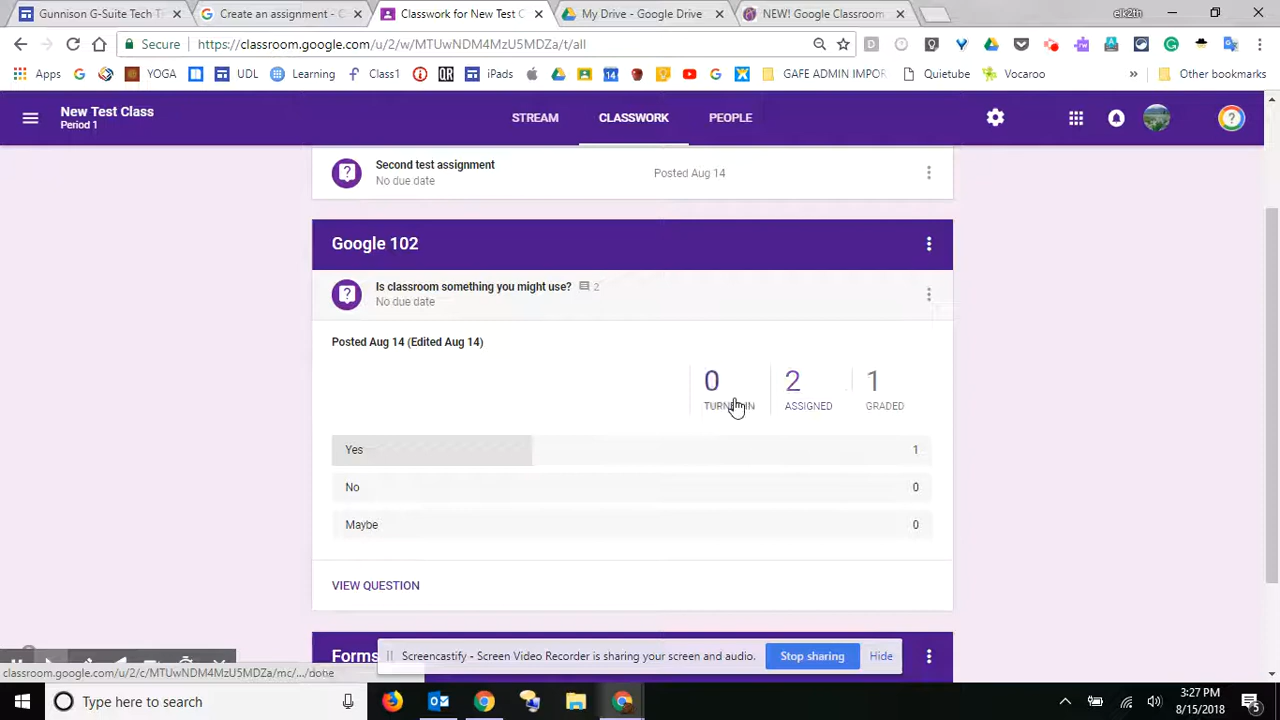 Gunnison G-Suite Tech T
Create an assignment - C
Classwork for New Test C
My Drive - Google Drive
NEW! Google Classroom
elk2th
Secure
https://classroom.google.com/u/2/w/MTUwNDM4MzU5MDZa/t/all
Apps
YOGA
UDL
Learning
Class1
iPads
GAFE ADMIN IMPOR
Quietube
Vocaroo
»
Other bookmarks
New Test Class
Period 1
STREAM
CLASSWORK
PEOPLE
Second test assignment
No due date
Posted Aug 14
Google 102
Is classroom something you might use?
2
No due date
Posted Aug 14 (Edited Aug 14)
0
2
1
ASSIGNED
GRADED
Yes
1
No
0
Maybe
0
VIEW QUESTION
Forms
Screencastify - Screen Video Recorder is sharing your screen and audio.
Stop sharing
Hide
classroom.google.com/u/2/c/MTUwNDM4MzU5MDZa/mc/.../done
Type here to search
3:27 PM
8/15/2018
5